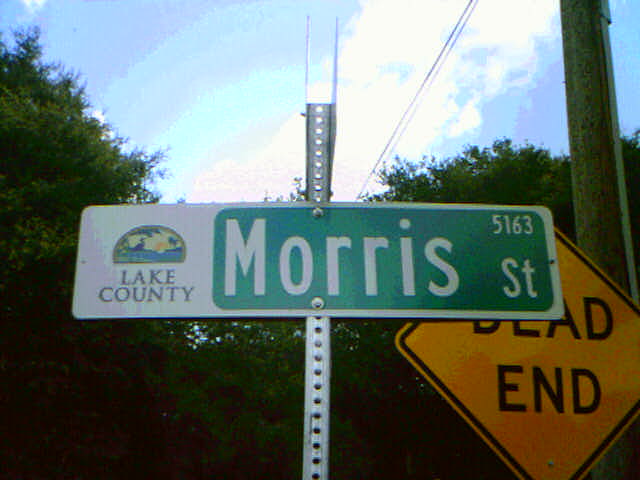 LAKE
COUNTY
Morris St
5163
DEAD
END